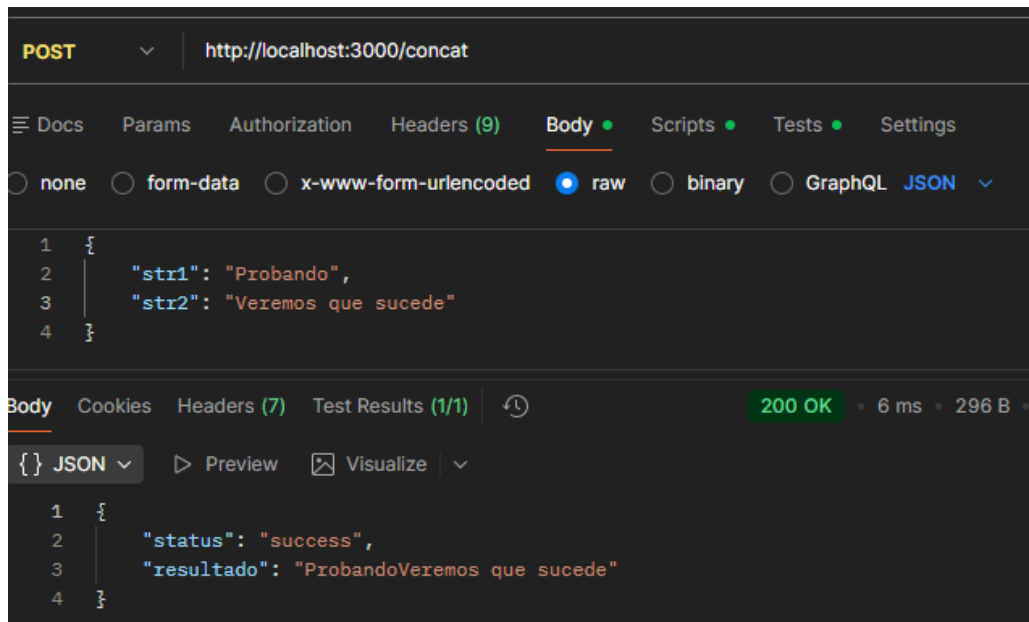 POST http://localhost:3000/concat
Docs Params Authorization Headers (9) Body Scripts Tests Settings
none form-data x-www-form-urlencoded raw binary GraphQL JSON
1 {
2 "str1": "Probando",
3 "str2": "Veremos que sucede"
4 }
Body Cookies Headers (7) Test Results (1/1) 200 OK • 6 ms • 296 B
{} JSON Preview Visualize
1 {
2 "status": "success",
3 "resultado": "ProbandoVeremos que sucede"
4 }